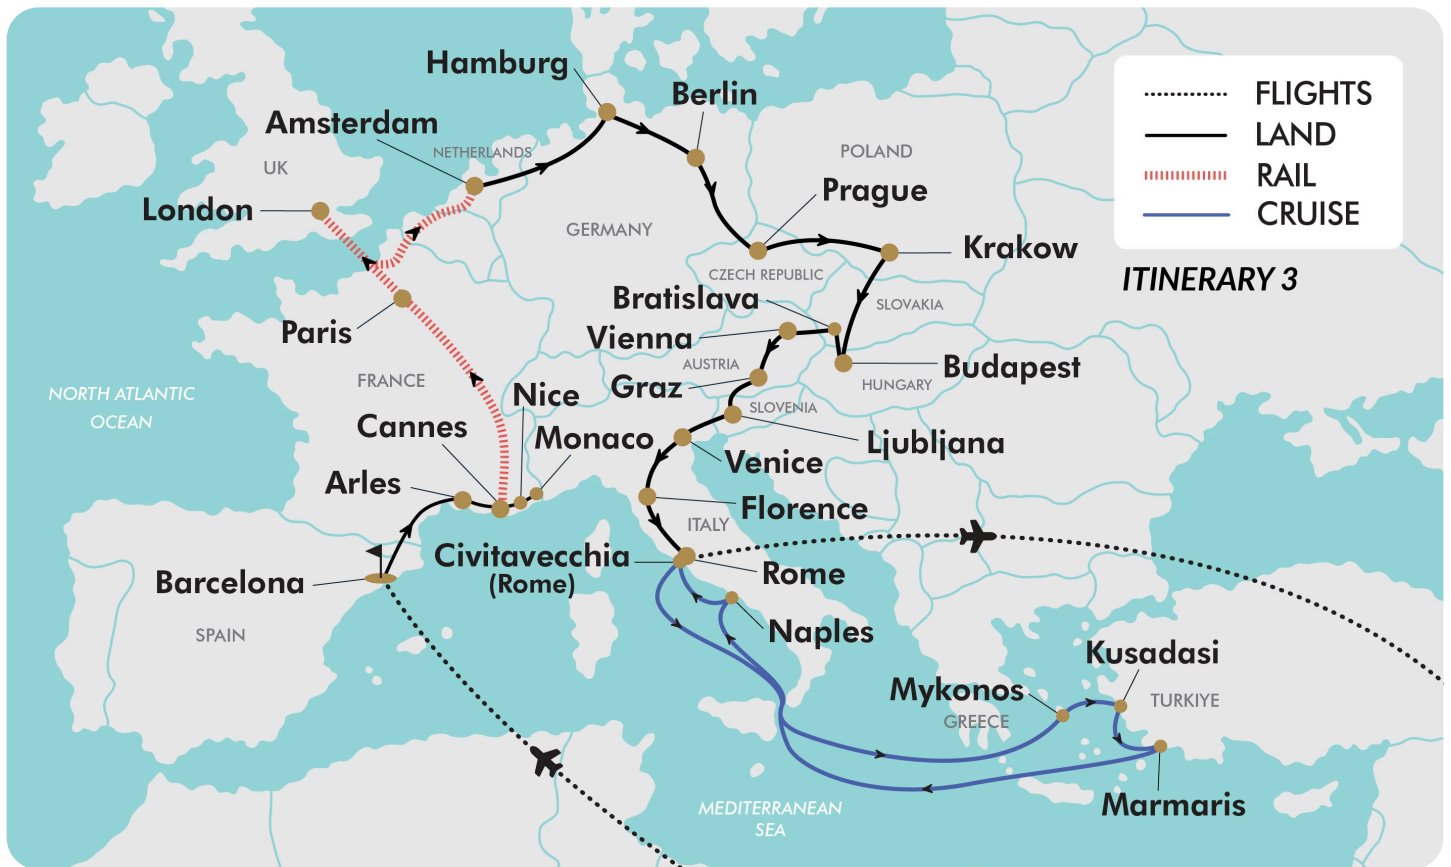 Hamburg
Berlin
FLIGHTS
LAND
RAIL
CRUISE
ITINERARY 3
Amsterdam
NETHERLANDS
UK
POLAND
London
Prague
GERMANY
Krakow
CZECH REPUBLIC
Bratislava
SLOVAKIA
Paris
Vienna
AUSTRIA
Budapest
HUNGARY
FRANCE
Graz
NORTH ATLANTIC
OCEAN
Nice
SLOVENIA
Cannes
Monaco
Ljubljana
Venice
Arles
Florence
ITALY
Civitavecchia
(Rome)
Rome
Barcelona
SPAIN
Naples
Kusadasi
Mykonos
GREECE
TURKIYE
Marmaris
MEDITERRANEAN
SEA